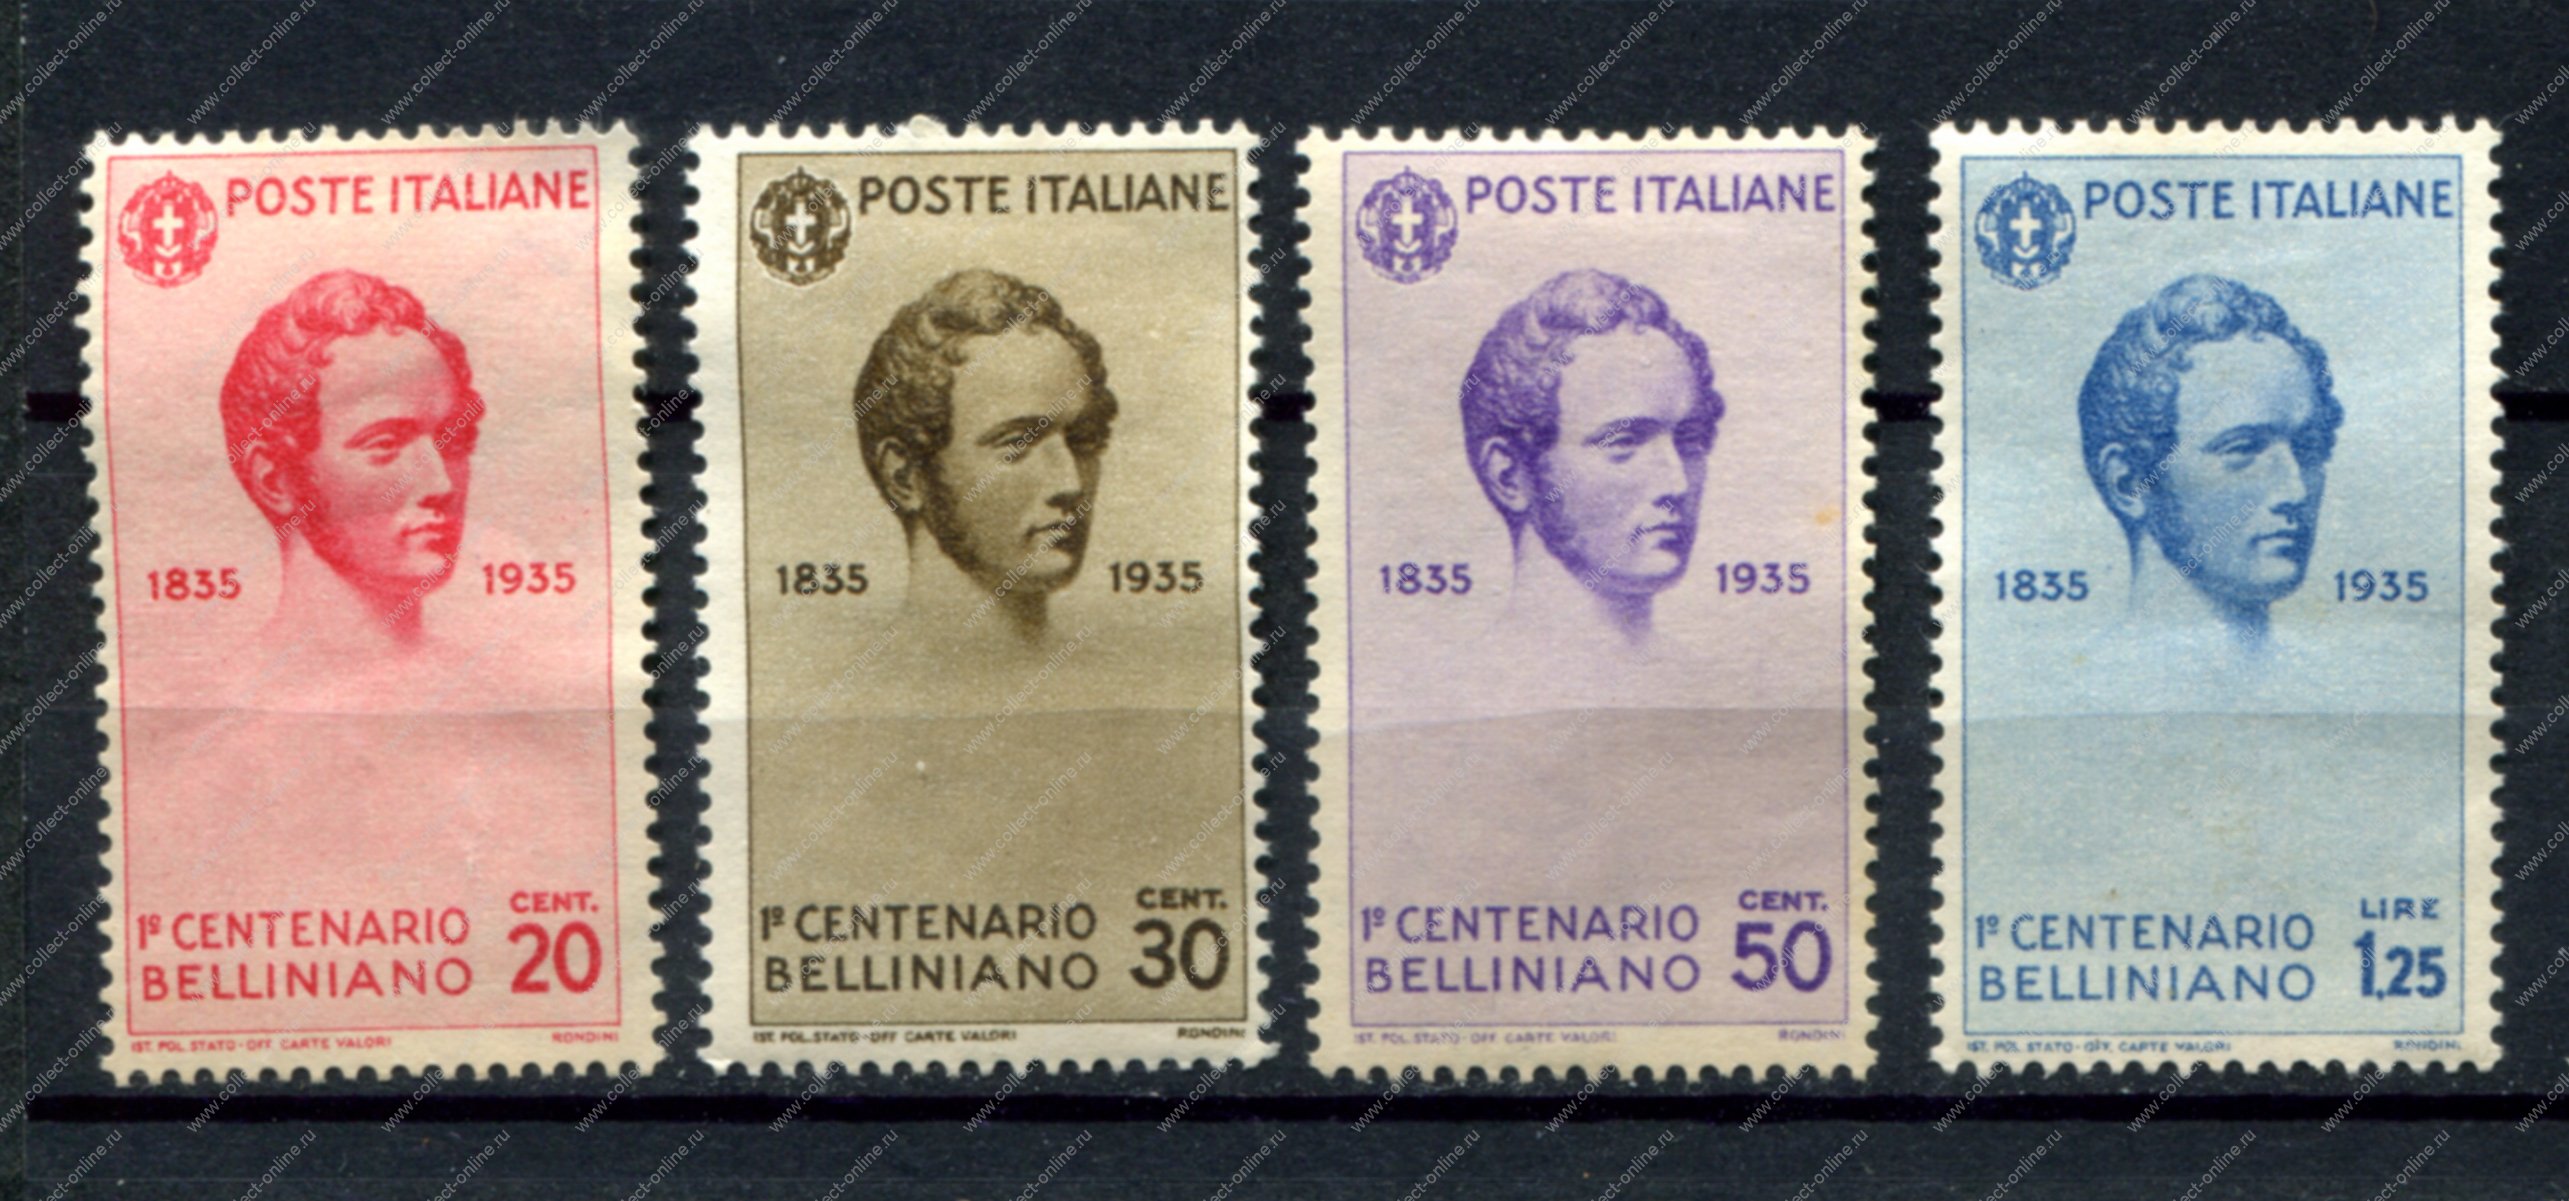 POSTE ITALIANE
1835 1935
1º CENTENARIO
BELLINIANO
CENT.
20
IST. POL. STATO - OFF. CARTE VALORI RONDINI
POSTE ITALIANE
1835 1935
1º CENTENARIO
BELLINIANO
CENT.
30
IST. POL. STATO - OFF. CARTE VALORI RONDINI
POSTE ITALIANE
1835 1935
1º CENTENARIO
BELLINIANO
CENT.
50
IST. POL. STATO - OFF. CARTE VALORI RONDINI
POSTE ITALIANE
1835 1935
1º CENTENARIO
BELLINIANO
LIRE
1,25
IST. POL. STATO - OFF. CARTE VALORI RONDINI
www.collect-online.ru